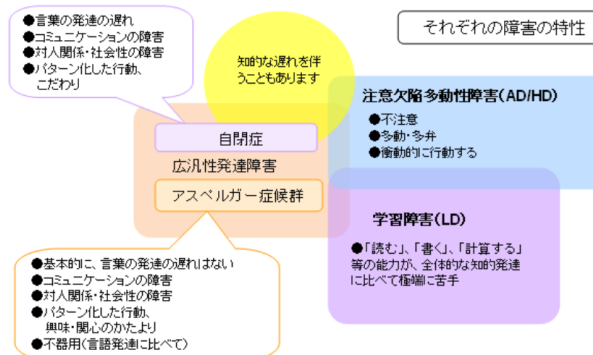 それぞれの障害の特性
●言葉の発達の遅れ
●コミュニケーションの障害
●対人関係・社会性の障害
●パターン化した行動、
こだわり
知的な遅れを伴
うこともあります
注意欠陥多動性障害(AD/HD)
●不注意
●多動・多弁
●衝動的に行動する
自閉症
広汎性発達障害
アスペルガー症候群
学習障害(LD)
●「読む」、「書く」、「計算する」
等の能力が、全体的な知的発達
に比べて極端に苦手
●基本的に、言葉の発達の遅れはない
●コミュニケーションの障害
●対人関係・社会性の障害
●パターン化した行動、
興味・関心のかたより
●不器用(言語発達に比べて)